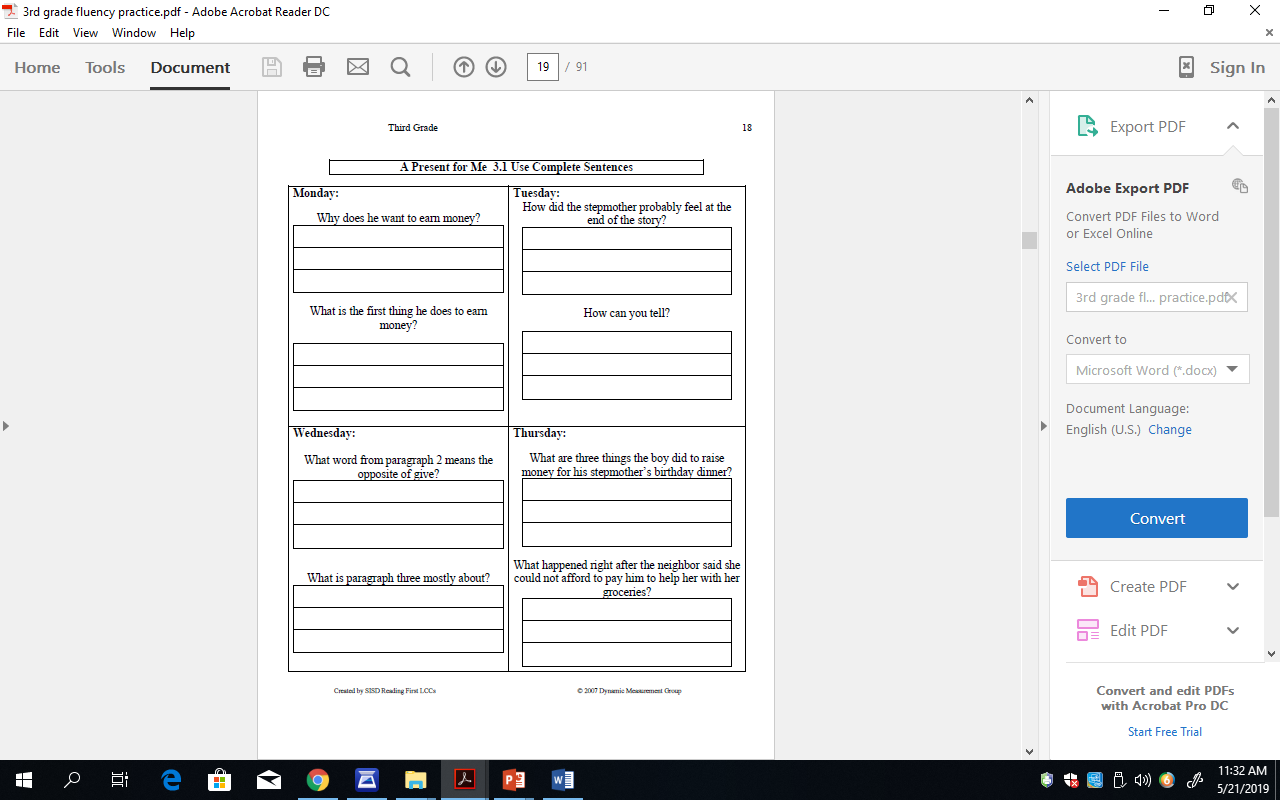 3rd grade fluency practice.pdf - Adobe Acrobat Reader DC
File Edit View Window Help
Home Tools Document 19 / 91 Sign In
Third Grade 18
A Present for Me 3.1 Use Complete Sentences
Monday:
Why does he want to earn money?
What is the first thing he does to earn
money?
Tuesday:
How did the stepmother probably feel at the
end of the story?
How can you tell?
Wednesday:
What word from paragraph 2 means the
opposite of give?
What is paragraph three mostly about?
Thursday:
What are three things the boy did to raise
money for his stepmother's birthday dinner?
What happened right after the neighbor said she
could not afford to pay him to help her with her
groceries?
Created by SISD Reading First LCCs © 2007 Dynamic Measurement Group
Export PDF
Adobe Export PDF
Convert PDF Files to Word
or Excel Online
Select PDF File
3rd grade fl... practice.pdf
Convert to
Microsoft Word (*.docx)
Document Language:
English (U.S.) Change
Convert
Create PDF
Edit PDF
Convert and edit PDFs
with Acrobat Pro DC
Start Free Trial
11:32 AM
5/21/2019